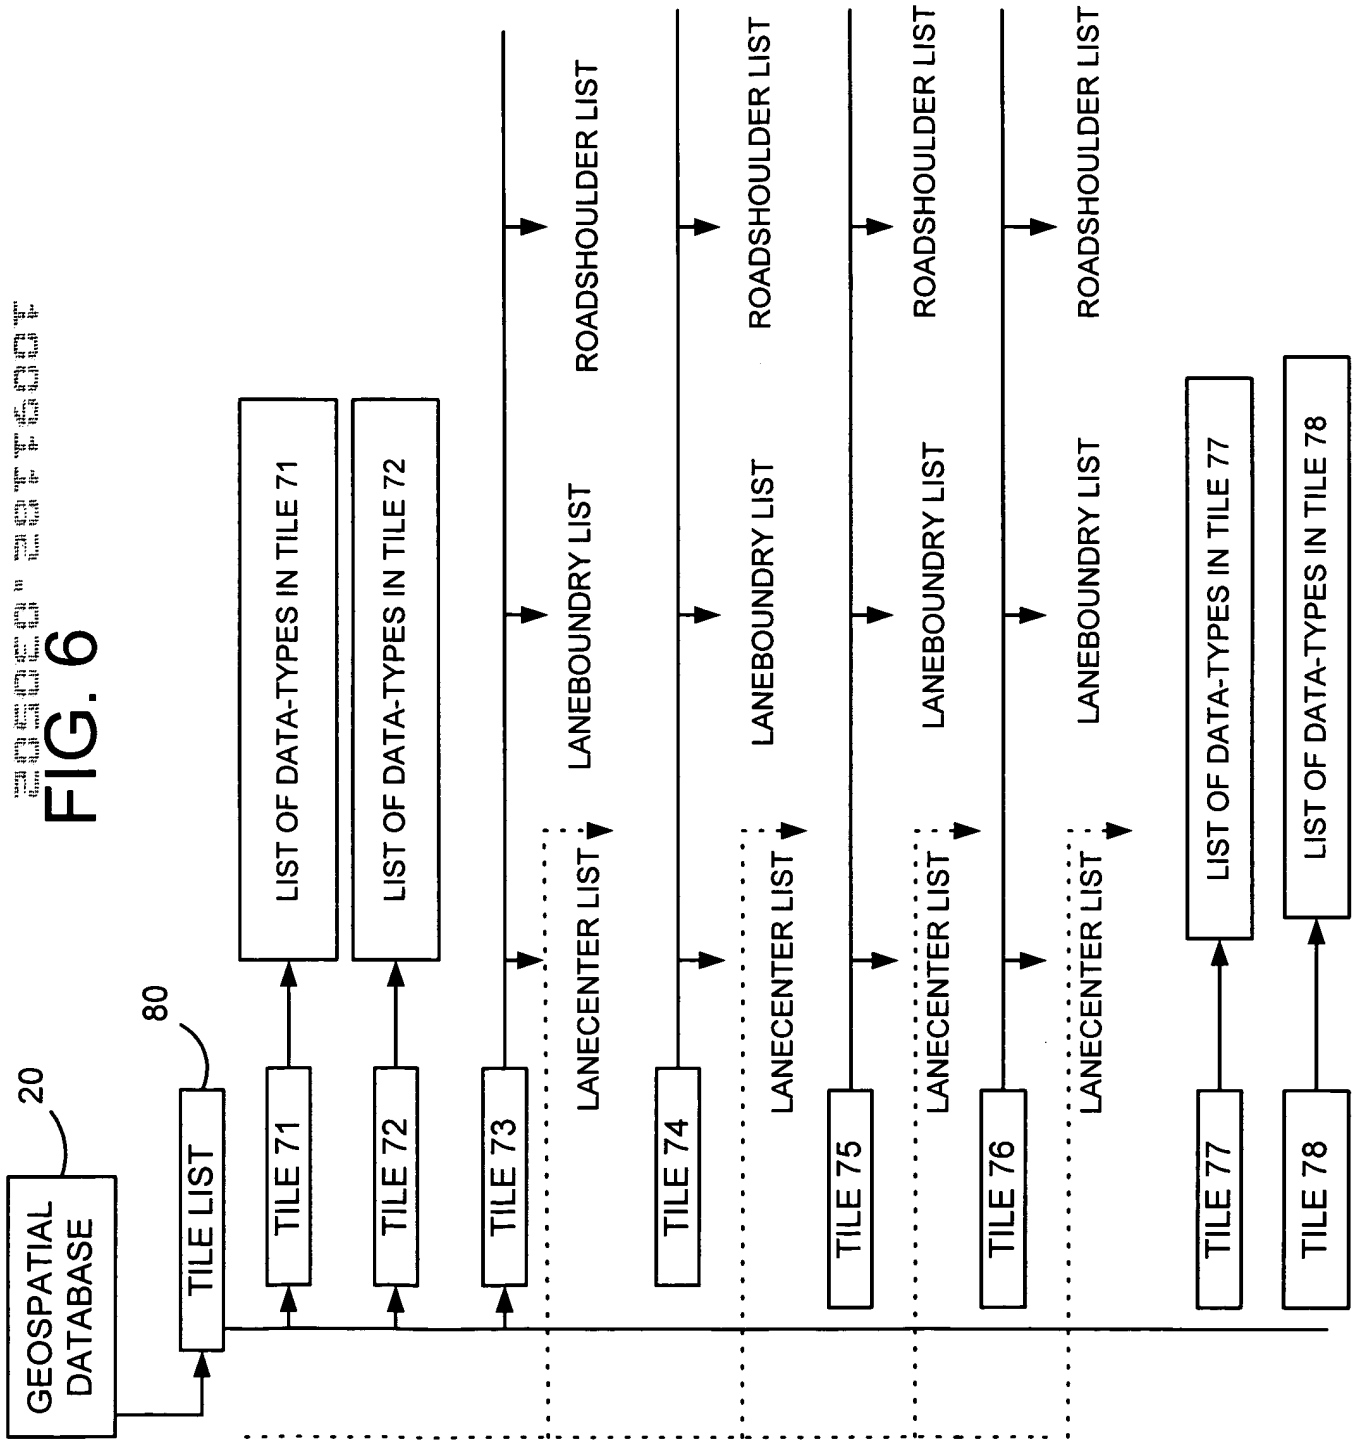 FIG. 6
GEOSPATIAL
DATABASE
20
TILE LIST
80
TILE 71
LIST OF DATA-TYPES IN TILE 71
TILE 72
LIST OF DATA-TYPES IN TILE 72
TILE 73
LANECENTER LIST
LANEBOUNDRY LIST
ROADSHOULDER LIST
TILE 74
LANECENTER LIST
LANEBOUNDRY LIST
ROADSHOULDER LIST
TILE 75
LANECENTER LIST
LANEBOUNDRY LIST
ROADSHOULDER LIST
TILE 76
LANECENTER LIST
LANEBOUNDRY LIST
ROADSHOULDER LIST
TILE 77
LIST OF DATA-TYPES IN TILE 77
TILE 78
LIST OF DATA-TYPES IN TILE 78